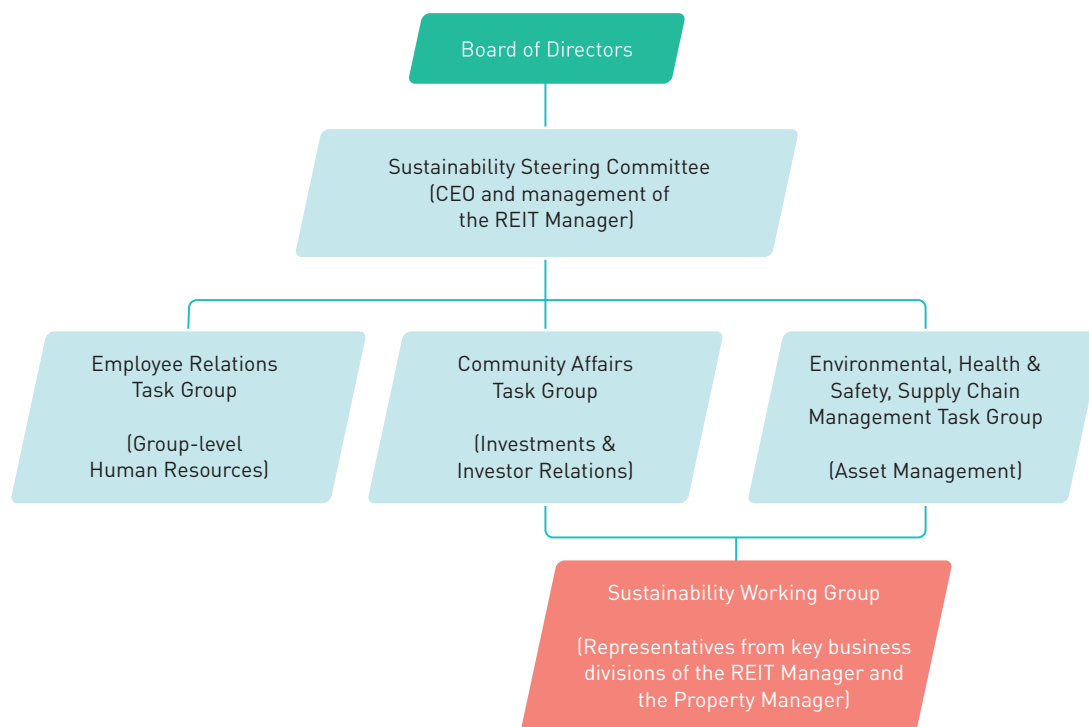 Board of Directors
Sustainability Steering Committee
(CEO and management of
the REIT Manager)
Employee Relations
Task Group
(Group-level
Human Resources)
Community Affairs
Task Group
(Investments &
Investor Relations)
Environmental, Health &
Safety, Supply Chain
Management Task Group
(Asset Management)
Sustainability Working Group
(Representatives from key business
divisions of the REIT Manager and
the Property Manager)